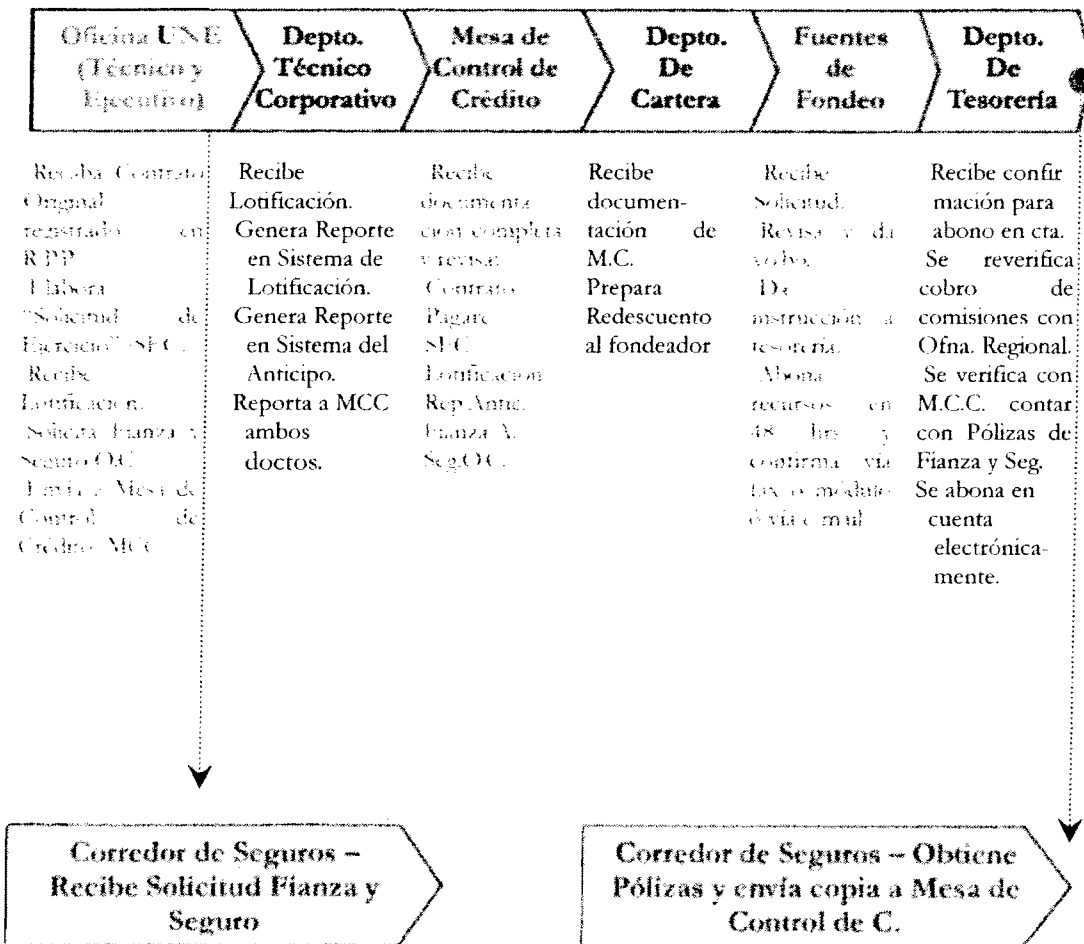 Oficina UNE
(Técnico y
Ejecutivo)
Depto.
Técnico
Corporativo
Mesa de
Control de
Crédito
Depto.
De
Cartera
Fuentes
de
Fondeo
Depto.
De
Tesorería
Recaba Contrato
Original
registrado en
R.P.P.
Elabora
"Solicitud de
Ejercicio" SEC.
Recibe
Lotificación.
Solicita Fianza y
Seguro O.C.
Envía a Mesa de
Control de
Crédito MCC
Recibe
Lotificación.
Genera Reporte
en Sistema de
Lotificación.
Genera Reporte
en Sistema del
Anticipo.
Reporta a MCC
ambos
doctos.
Recibe
documenta
ción completa
y revisa:
Contrato
Pagaré
SEC
Lotificación
Rep.Antic.
Fianza A.
Seg.O.C.
Recibe
documen-
tación de
M.C.
Prepara
Redescuento
al fondeador
Recibe
Solicitud.
Revisa y da
Da
instrucción a
tesorería.
Abona
recursos en
48 hrs y
confirma vía
fax o módulo
ó vía e mail
Recibe confir
mación para
abono en cta.
Se reverifica
cobro de
comisiones con
Ofna. Regional.
Se verifica con
M.C.C. contar
con Pólizas de
Fianza y Seg.
Se abona en
cuenta
electrónica-
mente.
Corredor de Seguros –
Recibe Solicitud Fianza y
Seguro
Corredor de Seguros – Obtiene
Pólizas y envía copia a Mesa de
Control de C.